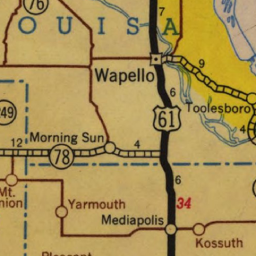 76
7
OUISA
Wapello
9
6
Toolesboro
61
249
4
Morning Sun
12
4
78
6
Mt.
nion
34
Yarmouth
Mediapolis
Kossuth